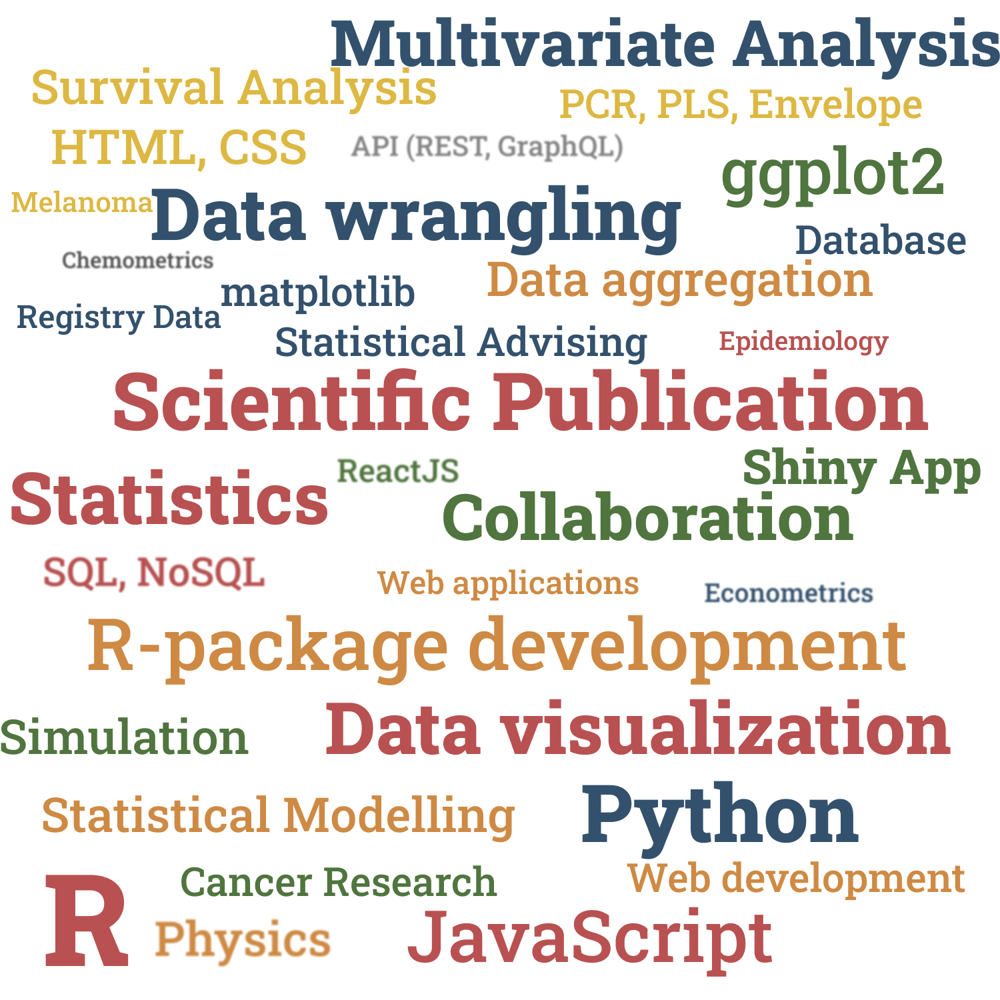 Multivariate Analysis
Survival Analysis
PCR, PLS, Envelope
HTML, CSS
API (REST, GraphQL)
ggplot2
Melanoma
Data wrangling
Database
Chemometrics
Data aggregation
matplotlib
Registry Data
Statistical Advising
Epidemiology
Scientific Publication
Shiny App
ReactJS
Statistics
Collaboration
SQL, NoSQL
Web applications
Econometrics
R-package development
Data visualization
Simulation
Statistical Modelling
Python
Cancer Research
Web development
R
Physics
JavaScript